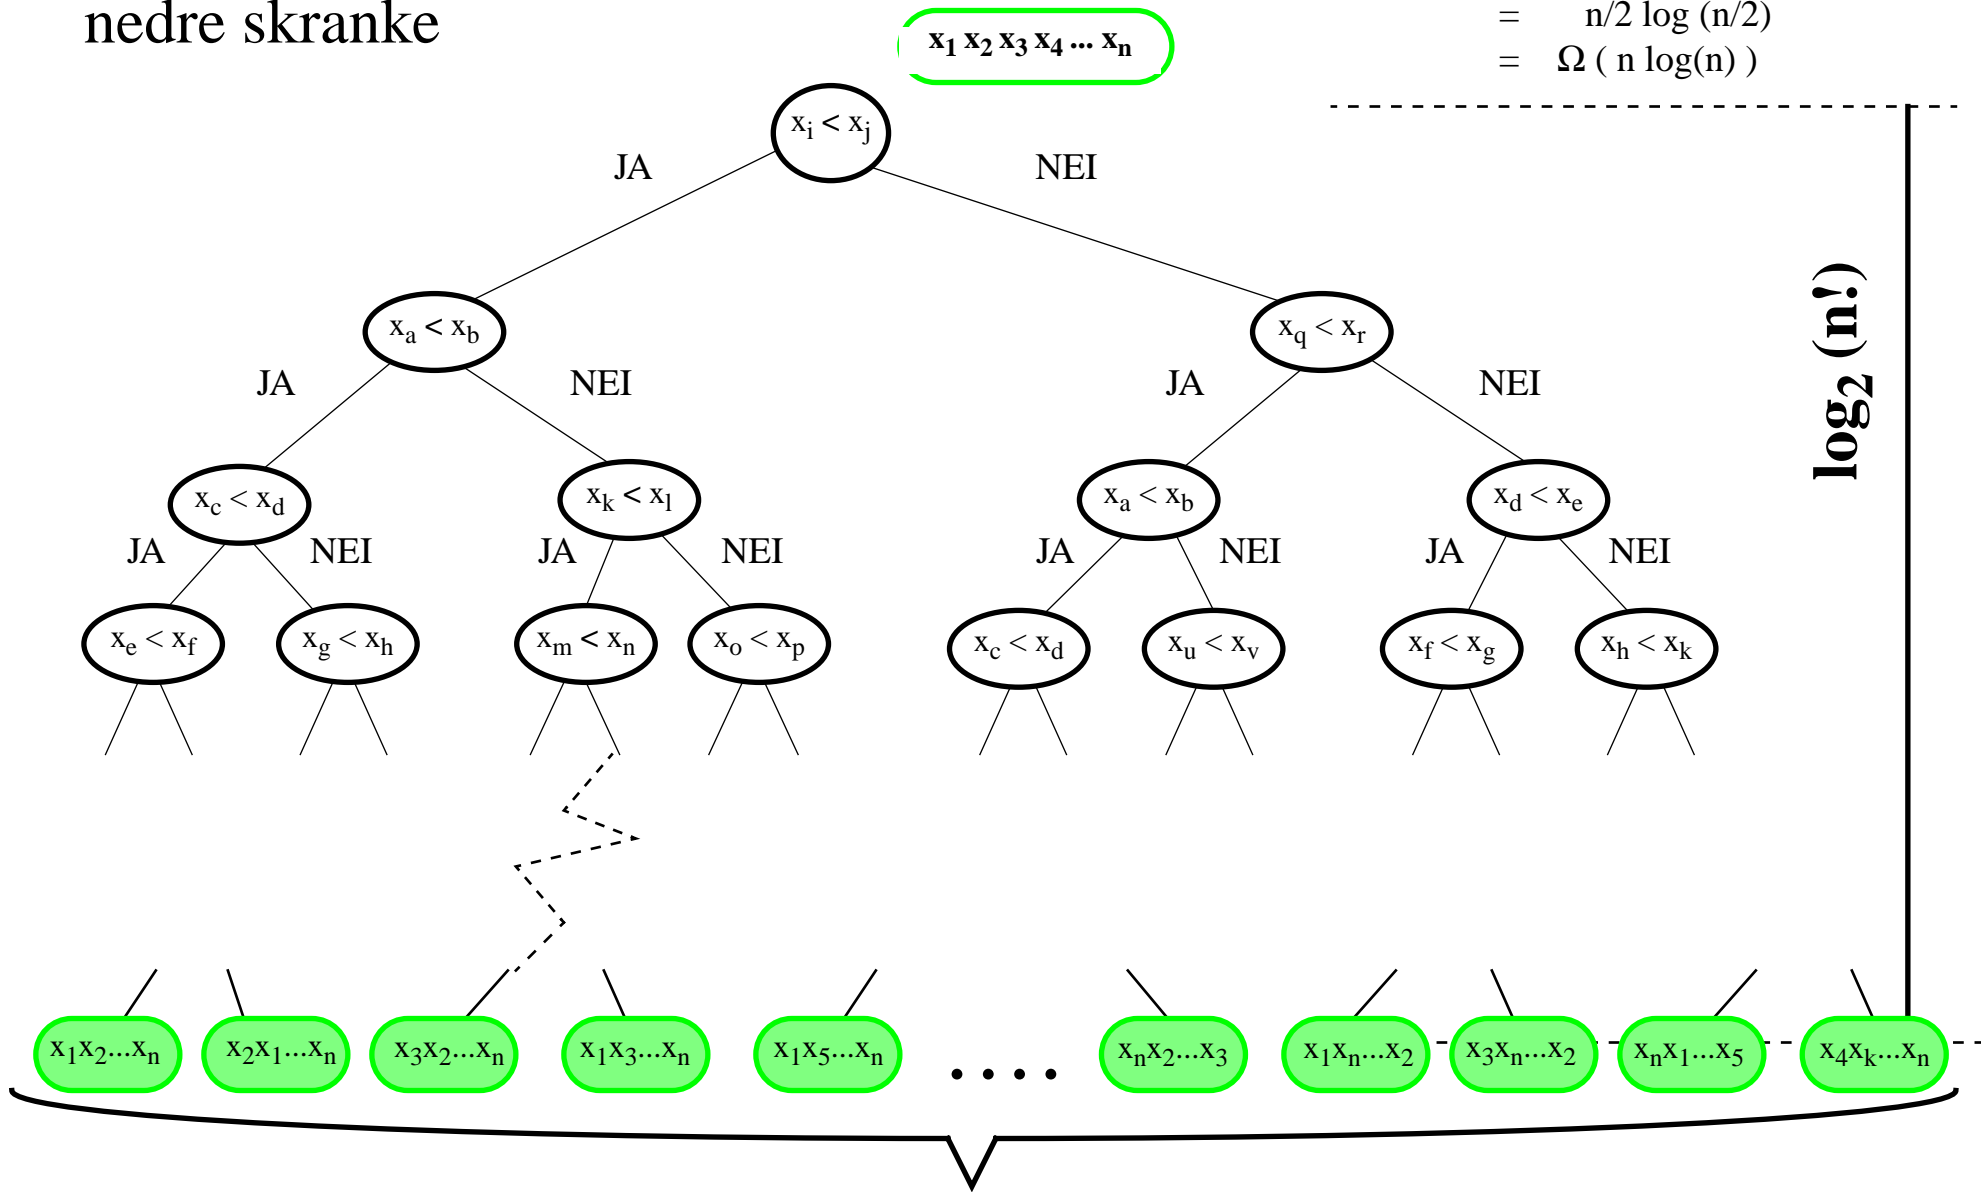 nedre skranke
x1 x2 x3 x4 ... xn
= n/2 log (n/2)
= Ω ( n log(n) )
xi < xj
JA NEI
xa < xb xq < xr
JA NEI JA NEI
log2 (n!)
xc < xd xk < xl xa < xb xd < xe
JA NEI JA NEI JA NEI JA NEI
xe < xf xg < xh xm < xn xo < xp xc < xd xu < xv xf < xg xh < xk
x1x2...xn x2x1...xn x3x2...xn x1x3...xn x1x5...xn . . . . xnx2...x3 x1xn...x2 x3xn...x2 xnx1...x5 x4xk...xn